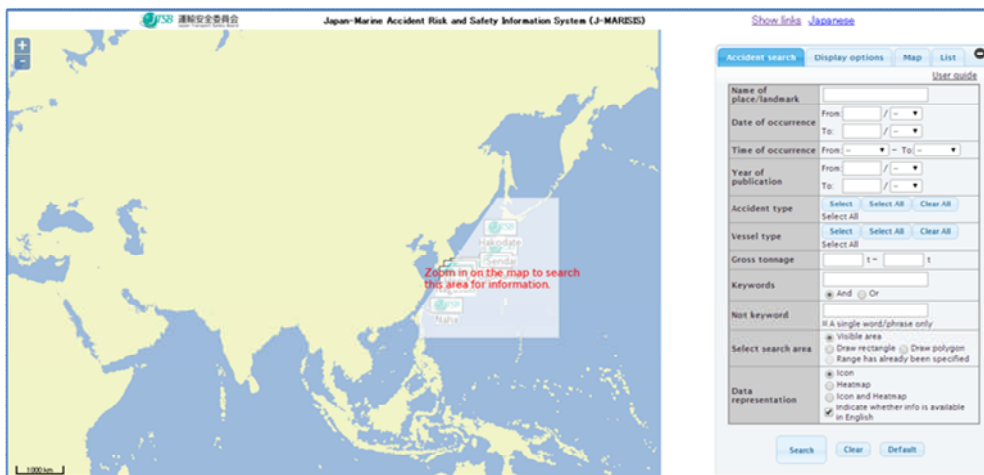 JTSB 運輸安全委員会
Japan Transport Safety Board
Japan-Marine Accident Risk and Safety Information System (J-MARISIS)
Show links Japanese
+
−
Accident search Display options Map List
User guide
Name of place/landmark
Date of occurrence From: / -
To: / -
Time of occurrence From: - - To: -
Year of publication From: / -
To: / -
Accident type Select Select All Clear All
Select All
Vessel type Select Select All Clear All
Select All
Gross tonnage t - t
Keywords
And Or
Not keyword
※A single word/phrase only
Select search area Visible area
Draw rectangle Draw polygon
Range has already been specified
Data representation Icon
Heatmap
Icon and Heatmap
Indicate whether info is available in English
Search Clear Default
Hakodate
Sendai
Zoom in on the map to search
this area for information.
Naha
1000 km